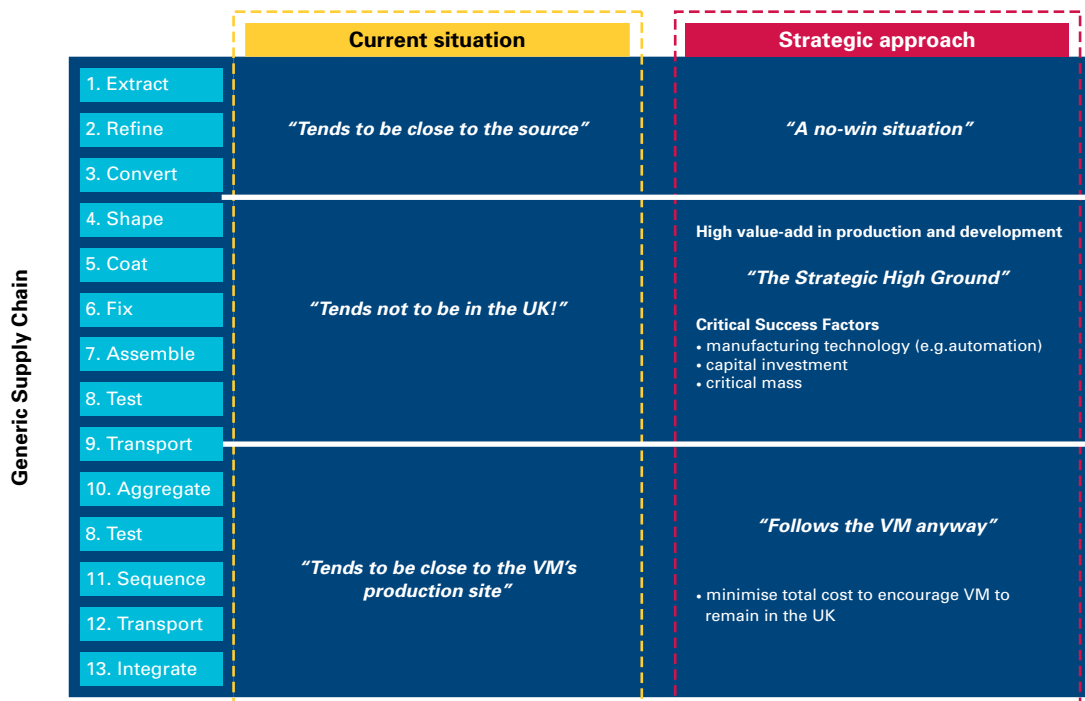 Current situation
Strategic approach
Generic Supply Chain
1. Extract
2. Refine
3. Convert
“Tends to be close to the source”
“A no-win situation”
4. Shape
5. Coat
6. Fix
7. Assemble
8. Test
9. Transport
“Tends not to be in the UK!”
High value-add in production and development
“The Strategic High Ground”
Critical Success Factors
• manufacturing technology (e.g.automation)
• capital investment
• critical mass
10. Aggregate
8. Test
11. Sequence
12. Transport
13. Integrate
“Tends to be close to the VM’s
production site”
“Follows the VM anyway”
• minimise total cost to encourage VM to
remain in the UK